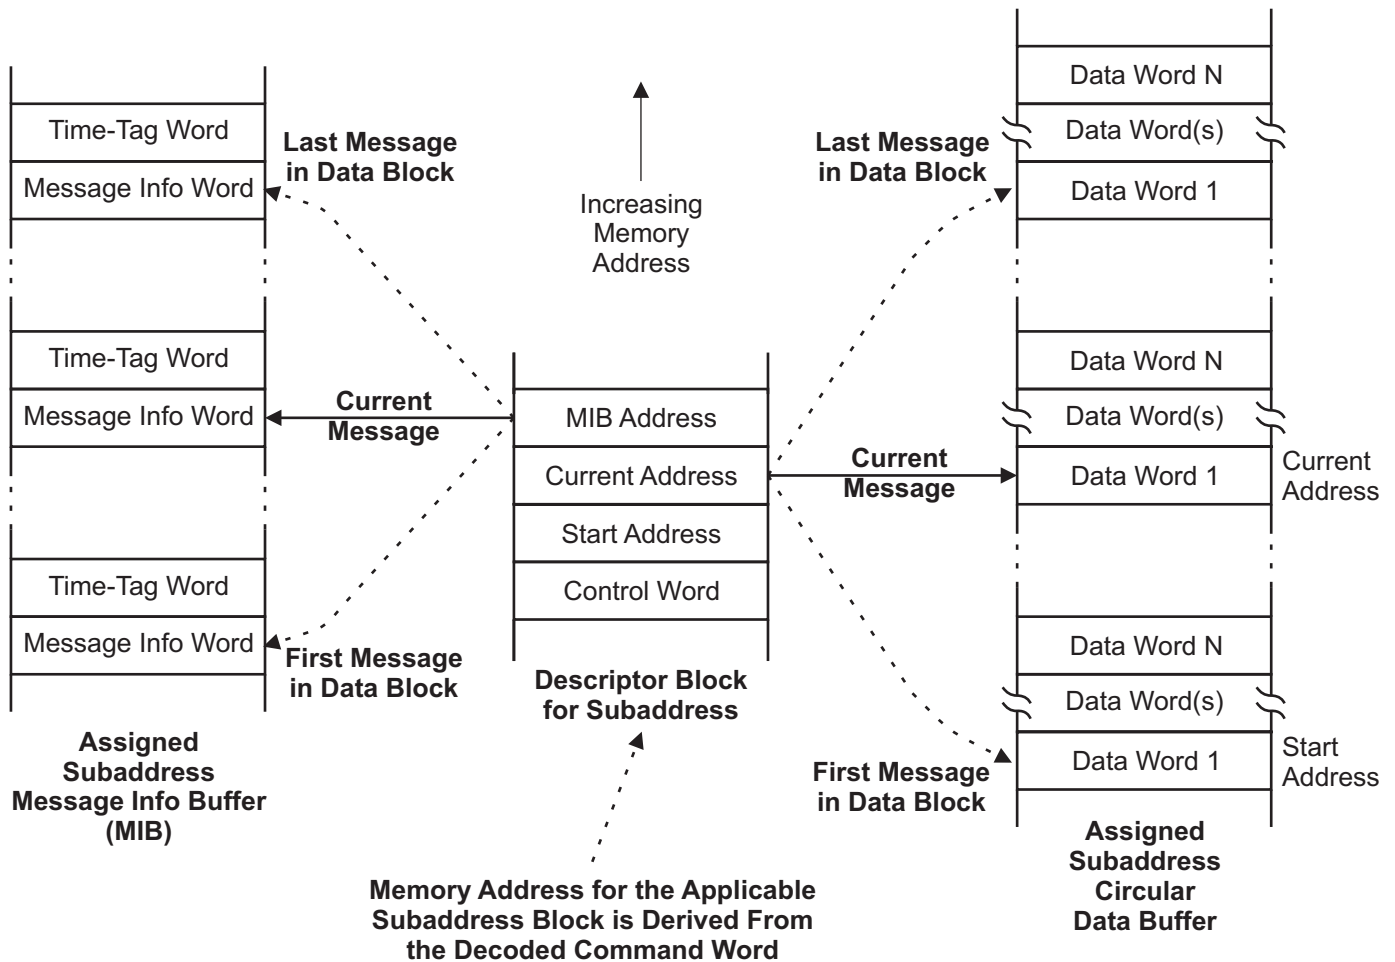 Time-Tag Word
Message Info Word
Time-Tag Word
Message Info Word
Time-Tag Word
Message Info Word
Assigned
Subaddress
Message Info Buffer
(MIB)
Last Message
in Data Block
Current
Message
First Message
in Data Block
Increasing
Memory
Address
MIB Address
Current Address
Start Address
Control Word
Descriptor Block
for Subaddress
Memory Address for the Applicable
Subaddress Block is Derived From
the Decoded Command Word
Last Message
in Data Block
Current
Message
First Message
in Data Block
Data Word N
Data Word(s)
Data Word 1
Data Word N
Data Word(s)
Data Word 1
Current
Address
Data Word N
Data Word(s)
Data Word 1
Start
Address
Assigned
Subaddress
Circular
Data Buffer